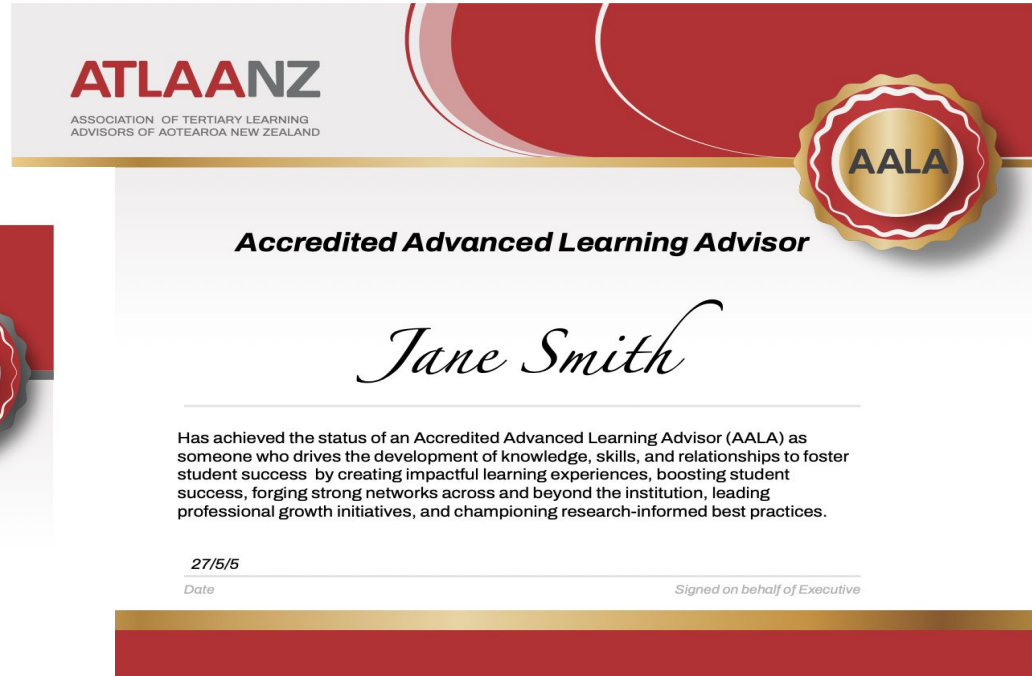 ATLAANZ
ASSOCIATION OF TERTIARY LEARNING
ADVISORS OF AOTEAROA NEW ZEALAND
AALA
Accredited Advanced Learning Advisor
Jane Smith
Has achieved the status of an Accredited Advanced Learning Advisor (AALA) as
someone who drives the development of knowledge, skills, and relationships to foster
student success by creating impactful learning experiences, boosting student
success, forging strong networks across and beyond the institution, leading
professional growth initiatives, and championing research-informed best practices.
27/5/5
Date
Signed on behalf of Executive